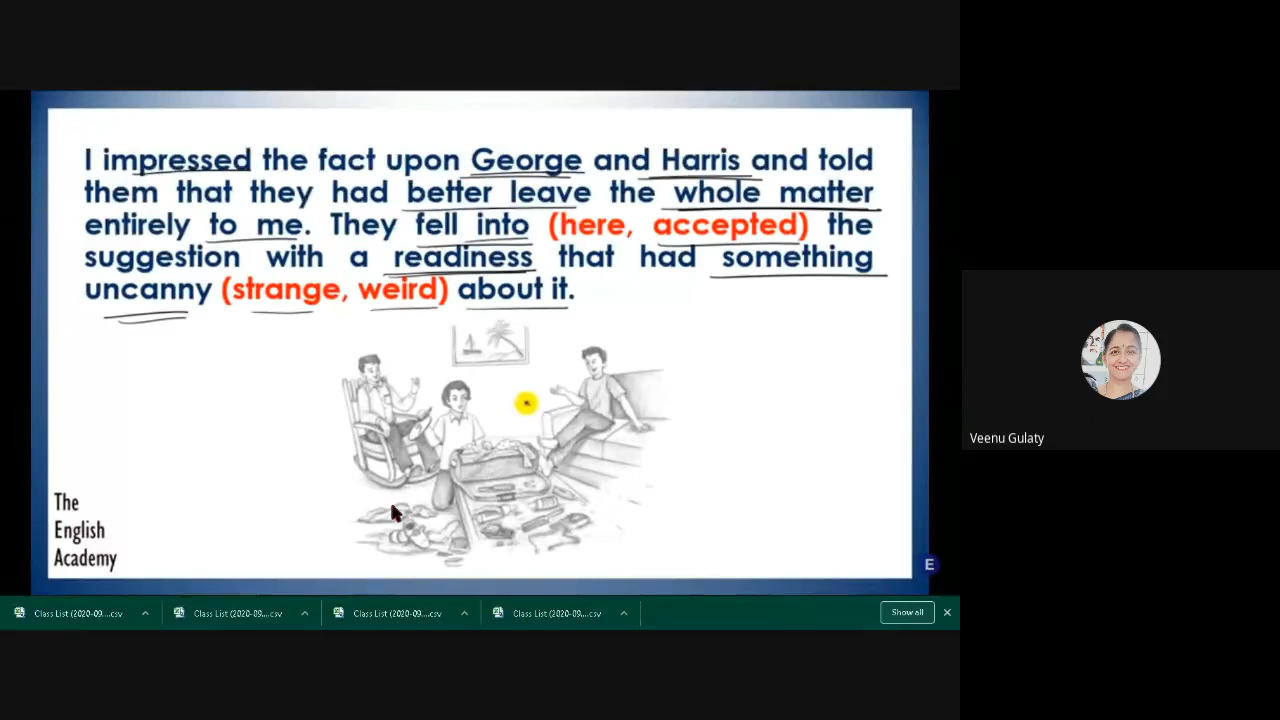 I impressed the fact upon George and Harris and told
them that they had better leave the whole matter
entirely to me. They fell into (here, accepted) the
suggestion with a readiness that had something
uncanny (strange, weird) about it.
The
English
Academy
E
Veenu Gulaty
Class List (2020-09....csv
Class List (2020-09....csv
Class List (2020-09....csv
Class List (2020-09....csv
Show all